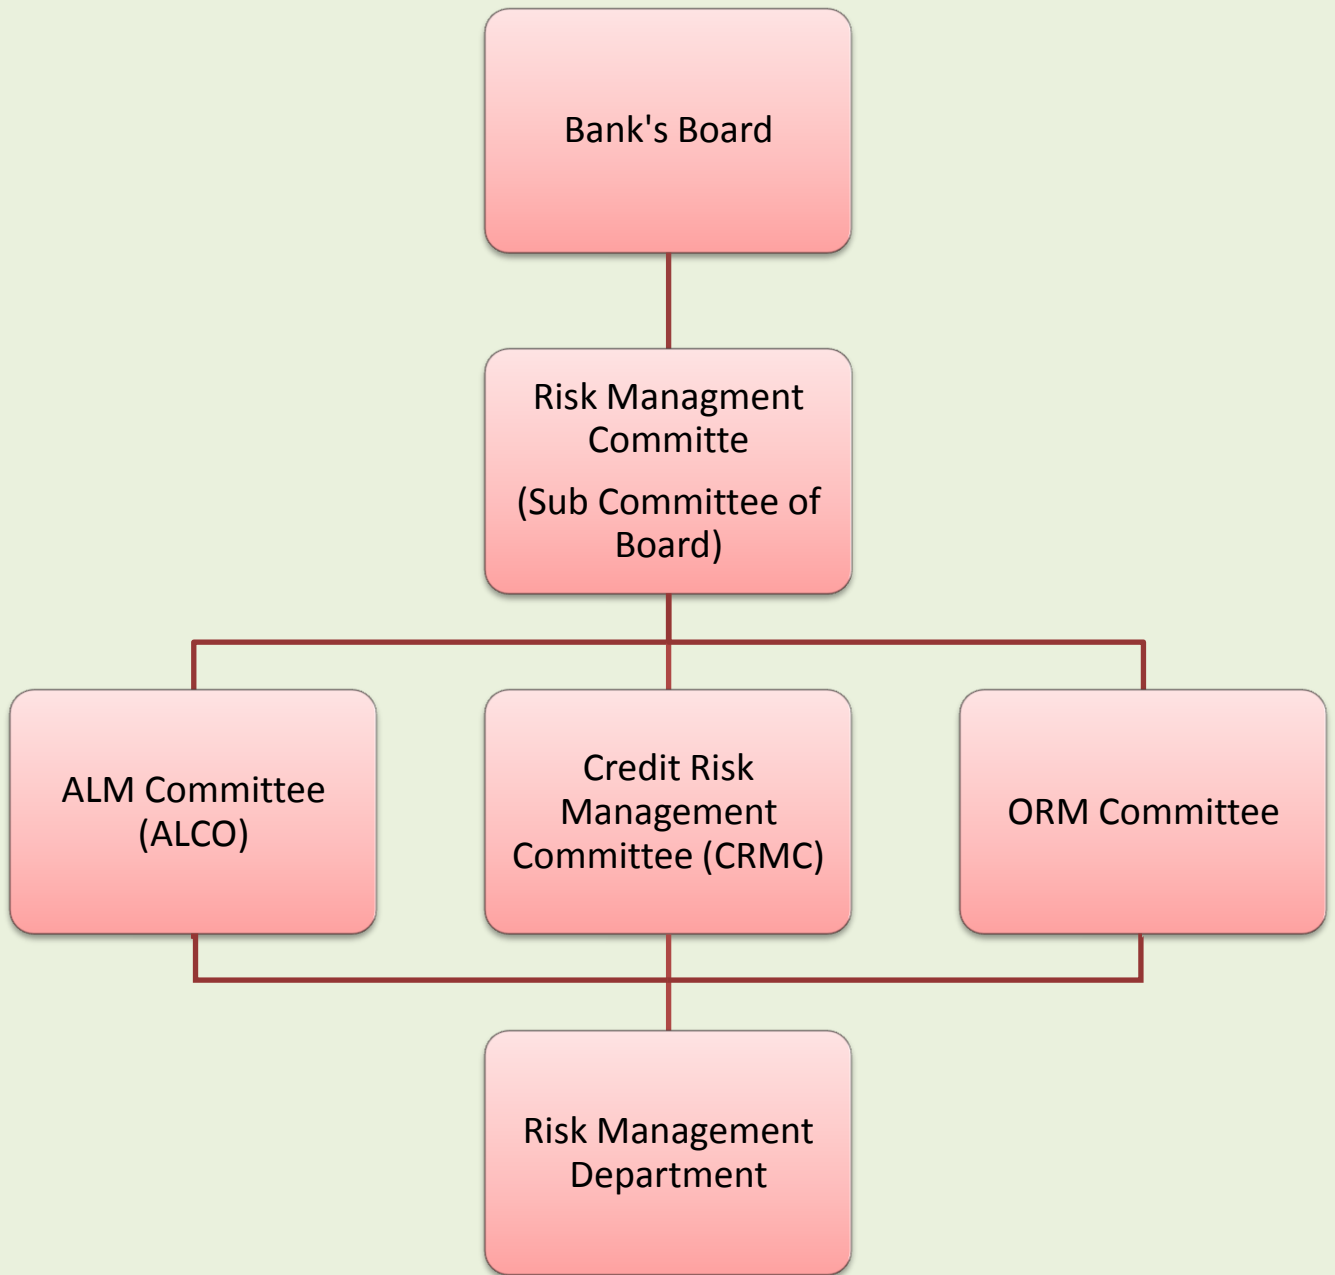 Bank's Board
Risk Managment
Committe
(Sub Committee of
Board)
ALM Committee
(ALCO)
Credit Risk
Management
Committee (CRMC)
ORM Committee
Risk Management
Department